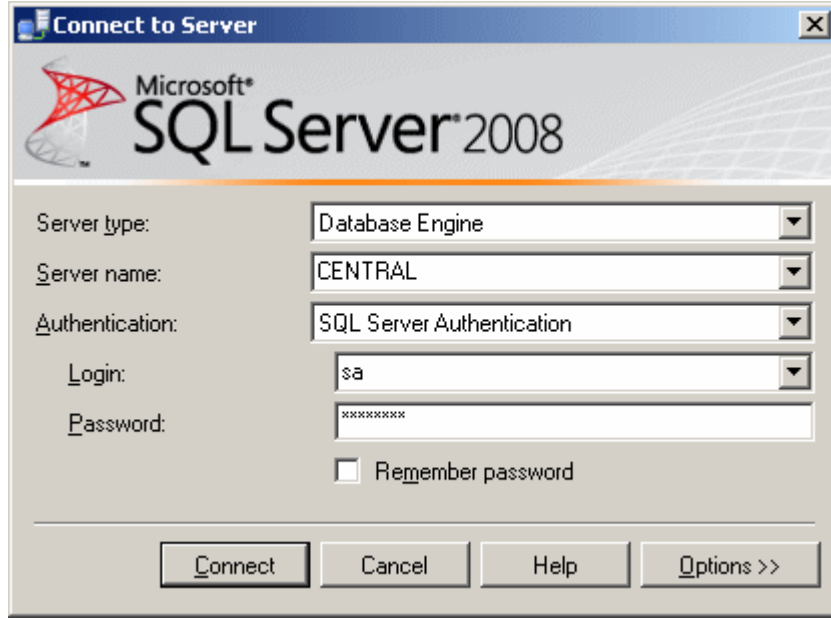 Connect to Server
Microsoft®
SQL Server® 2008
™
Server type: Database Engine
Server name: CENTRAL
Authentication: SQL Server Authentication
Login: sa
Password: ********
Remember password
Connect Cancel Help Options >>